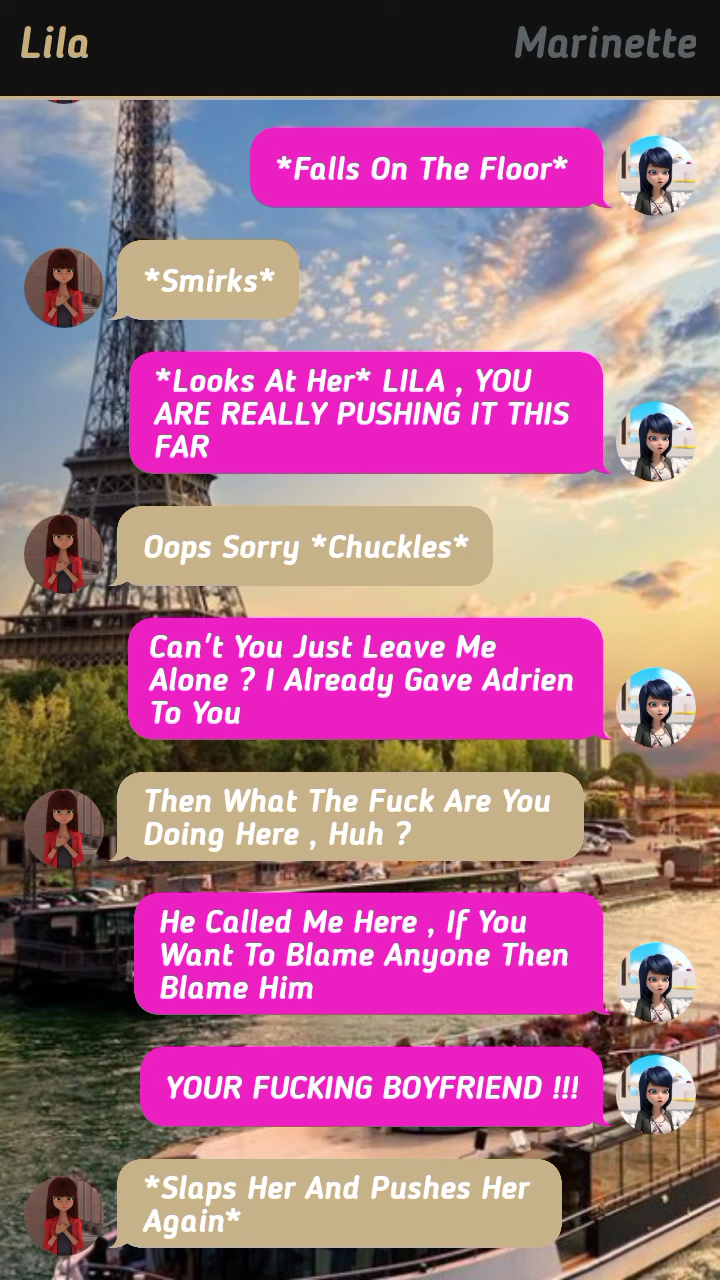 Lila
Marinette
*Falls On The Floor*
*Smirks*
*Looks At Her* LILA , YOU
ARE REALLY PUSHING IT THIS
FAR
Oops Sorry *Chuckles*
Can't You Just Leave Me
Alone ? I Already Gave Adrien
To You
Then What The Fuck Are You
Doing Here , Huh ?
He Called Me Here , If You
Want To Blame Anyone Then
Blame Him
YOUR FUCKING BOYFRIEND !!!
*Slaps Her And Pushes Her
Again*